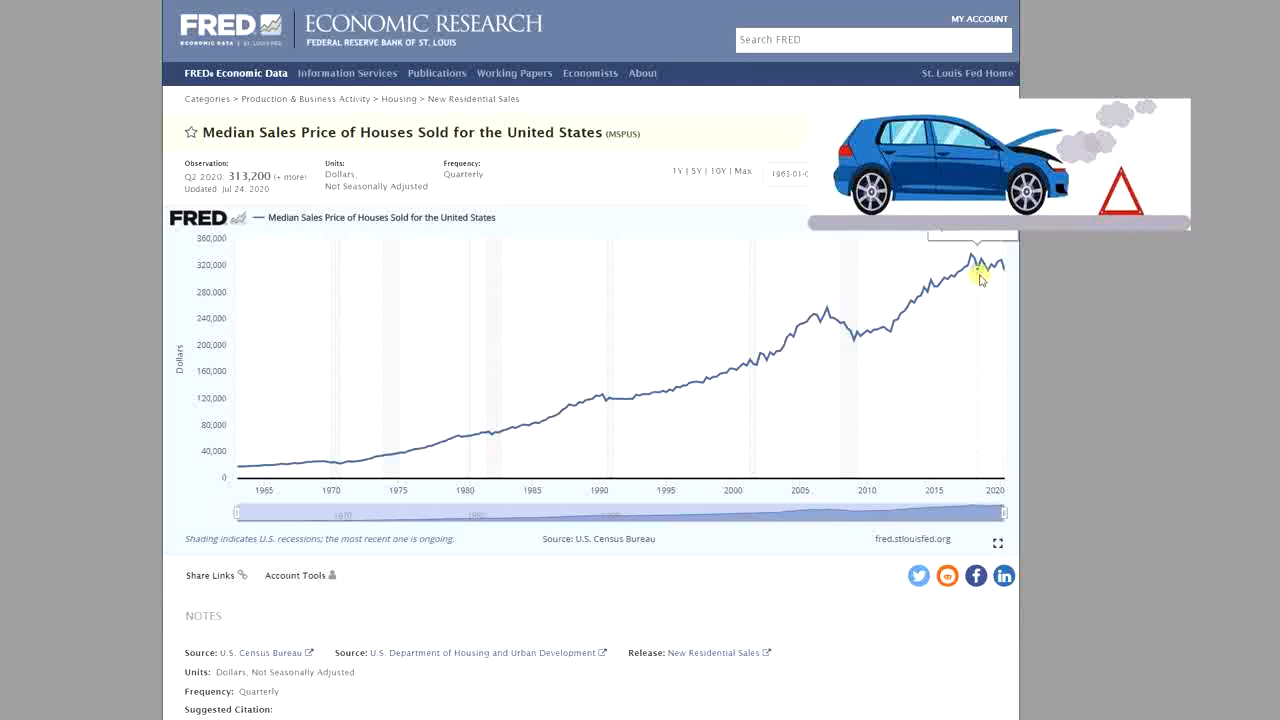 FRED ECONOMIC RESEARCH
ECONOMIC DATA | ST. LOUIS FED FEDERAL RESERVE BANK OF ST. LOUIS
MY ACCOUNT
Search FRED
FRED® Economic Data Information Services Publications Working Papers Economists About St. Louis Fed Home
Categories > Production & Business Activity > Housing > New Residential Sales
Median Sales Price of Houses Sold for the United States (MSPUS)
Observation: Units: Frequency:
Q2 2020: 313,200 (+ more) Dollars, Quarterly
Updated: Jul 24, 2020 Not Seasonally Adjusted
1Y | 5Y | 10Y | Max 1963-01-0
FRED Median Sales Price of Houses Sold for the United States
360,000
320,000
280,000
240,000
200,000
160,000
120,000
80,000
40,000
0
Dollars
1965 1970 1975 1980 1985 1990 1995 2000 2005 2010 2015 2020
1970
Shading indicates U.S. recessions; the most recent one is ongoing. Source: U.S. Census Bureau fred.stlouisfed.org
Share Links Account Tools
NOTES
Source: U.S. Census Bureau Source: U.S. Department of Housing and Urban Development Release: New Residential Sales
Units: Dollars, Not Seasonally Adjusted
Frequency: Quarterly
Suggested Citation: